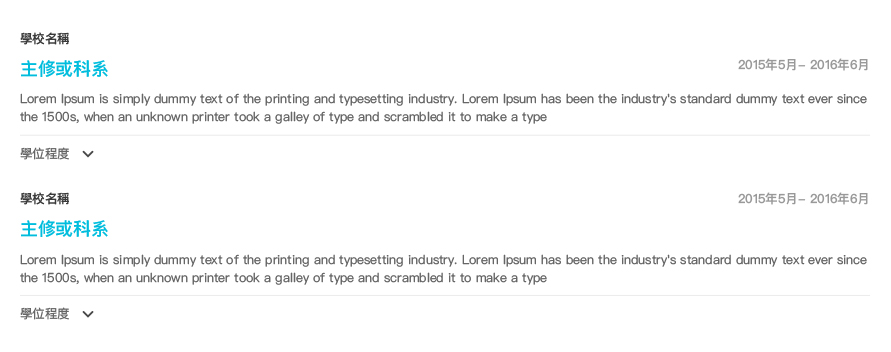 學校名稱
主修或科系
2015年5月– 2016年6月
Lorem Ipsum is simply dummy text of the printing and typesetting industry. Lorem Ipsum has been the industry's standard dummy text ever since
the 1500s, when an unknown printer took a galley of type and scrambled it to make a type
學位程度
學校名稱
2015年5月– 2016年6月
主修或科系
Lorem Ipsum is simply dummy text of the printing and typesetting industry. Lorem Ipsum has been the industry's standard dummy text ever since
the 1500s, when an unknown printer took a galley of type and scrambled it to make a type
學位程度